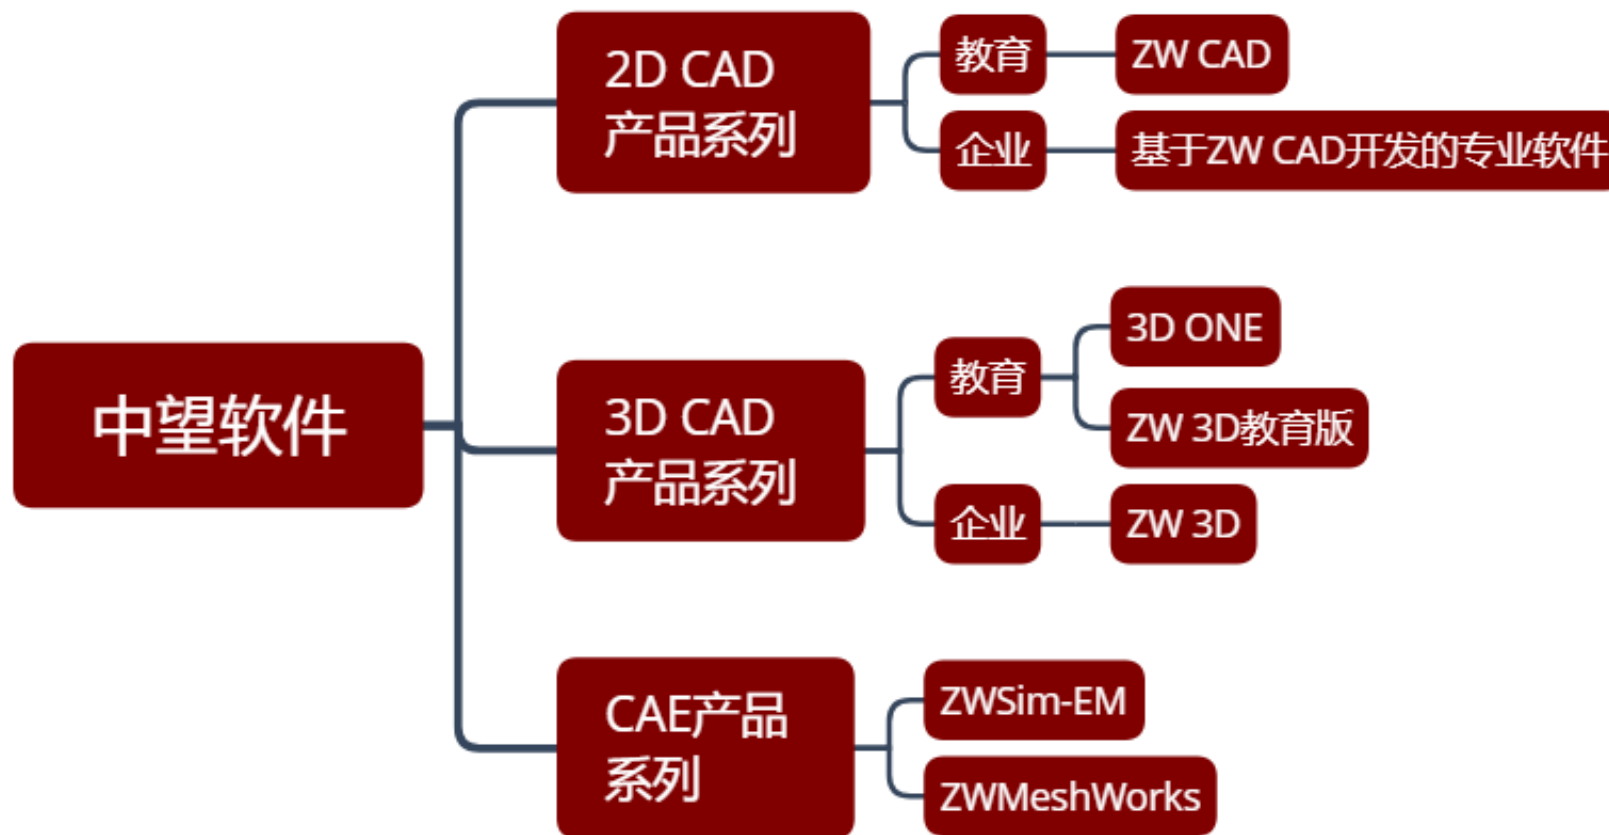 中望软件
2D CAD
产品系列
教育
ZW CAD
企业
基于ZW CAD开发的专业软件
3D CAD
产品系列
教育
3D ONE
ZW 3D教育版
企业
ZW 3D
CAE产品
系列
ZWSim-EM
ZWMeshWorks